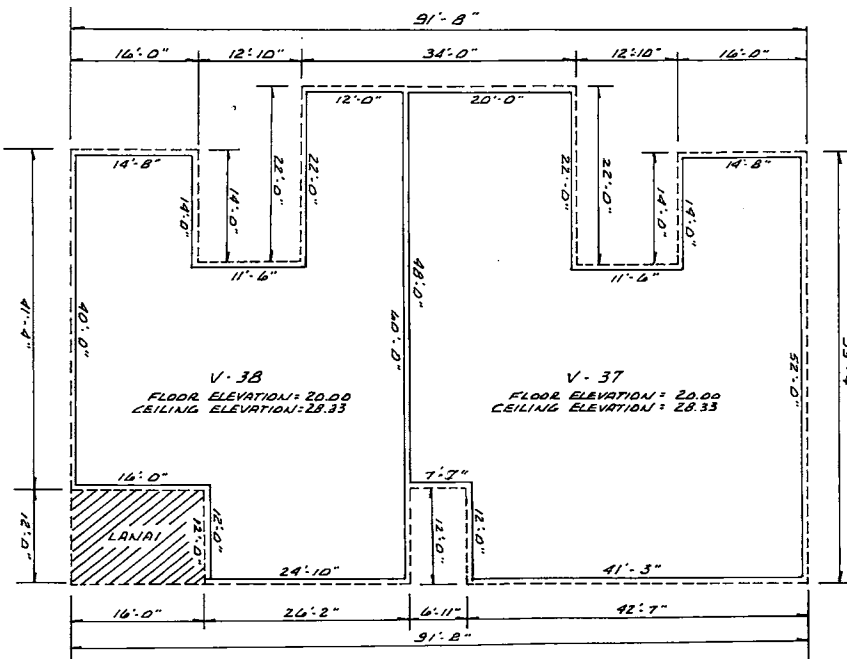 91'-8"
16'-0" 12'-10" 34'-0" 12'-10" 16'-0"
12'-0" 20'-0"
14'-8" 14'-8"
14'-0" 14'-0" 22'-0" 22'-0" 22'-0" 22'-0" 14'-0" 14'-0"
11'-6" 11'-6"
41'-4" 40'-0" 60'-0" 48'-0" 52'-0"
V-38
FLOOR ELEVATION = 20.00
CEILING ELEVATION = 28.33
V-37
FLOOR ELEVATION = 20.00
CEILING ELEVATION = 28.33
16'-0" 7'-7"
12'-0" LANAI 12'-0" 12'-0" 12'-0" 12'-0"
24'-10" 41'-3"
16'-0" 26'-2" 6'-11" 42'-7"
91'-8"